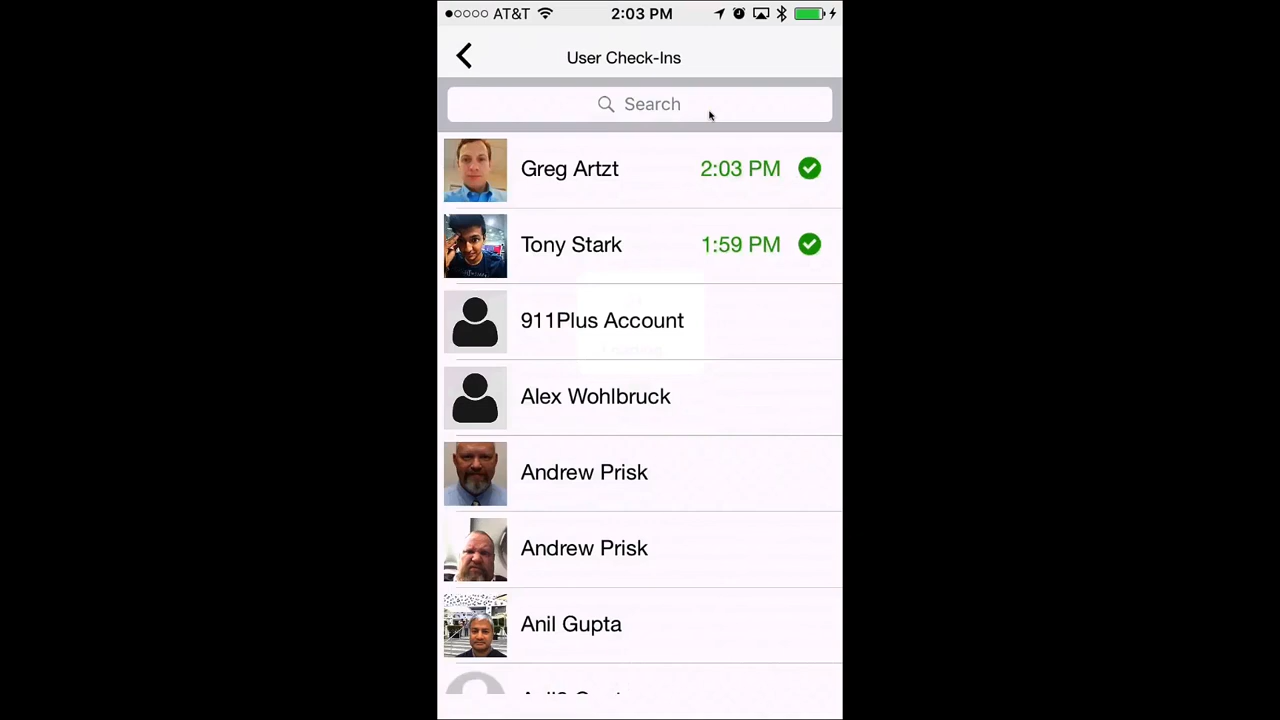 AT&T 2:03 PM
User Check-Ins
Search
Greg Artzt 2:03 PM
Tony Stark 1:59 PM
911Plus Account
Alex Wohlbruck
Andrew Prisk
Andrew Prisk
Anil Gupta